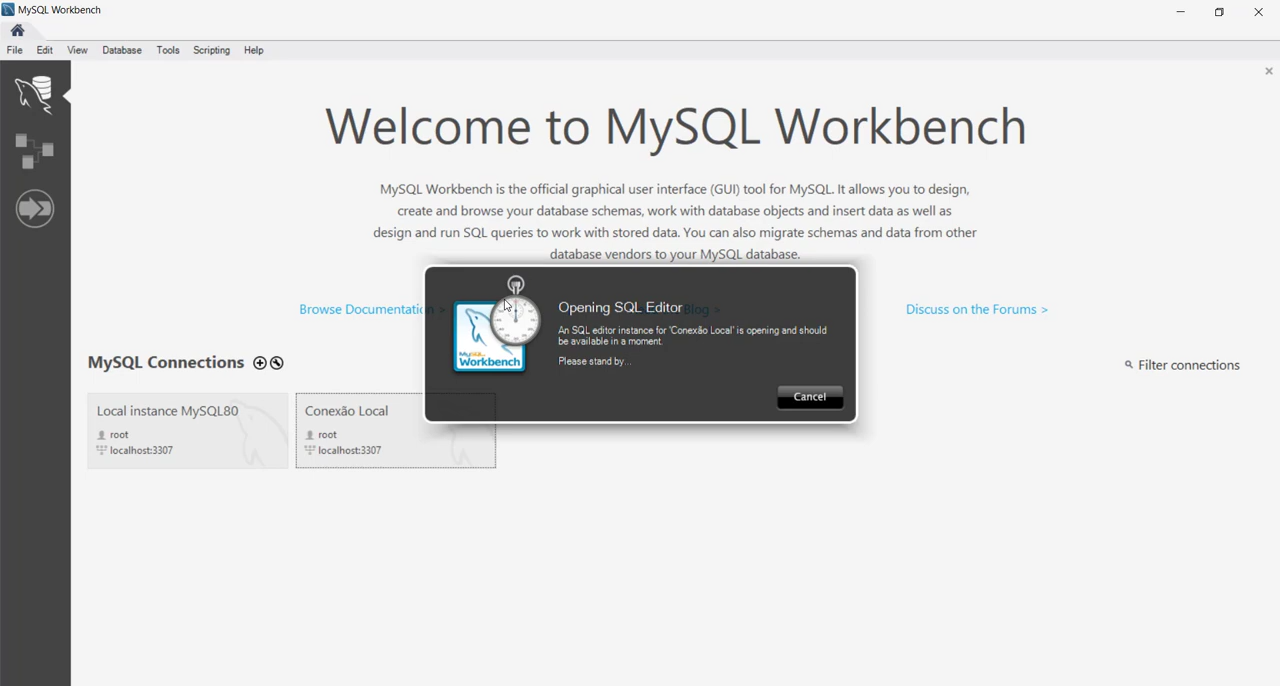 MySQL Workbench
File Edit View Database Tools Scripting Help
Welcome to MySQL Workbench
MySQL Workbench is the official graphical user interface (GUI) tool for MySQL. It allows you to design,
create and browse your database schemas, work with database objects and insert data as well as
design and run SQL queries to work with stored data. You can also migrate schemas and data from other
database vendors to your MySQL database.
Browse Documentation > Blog > Discuss on the Forums >
Opening SQL Editor
An SQL editor instance for 'Conexão Local' is opening and should
be available in a moment.
Please stand by...
Cancel
MySQL
Workbench
MySQL Connections
Filter connections
Local instance MySQL80
root
localhost:3307
Conexão Local
root
localhost:3307